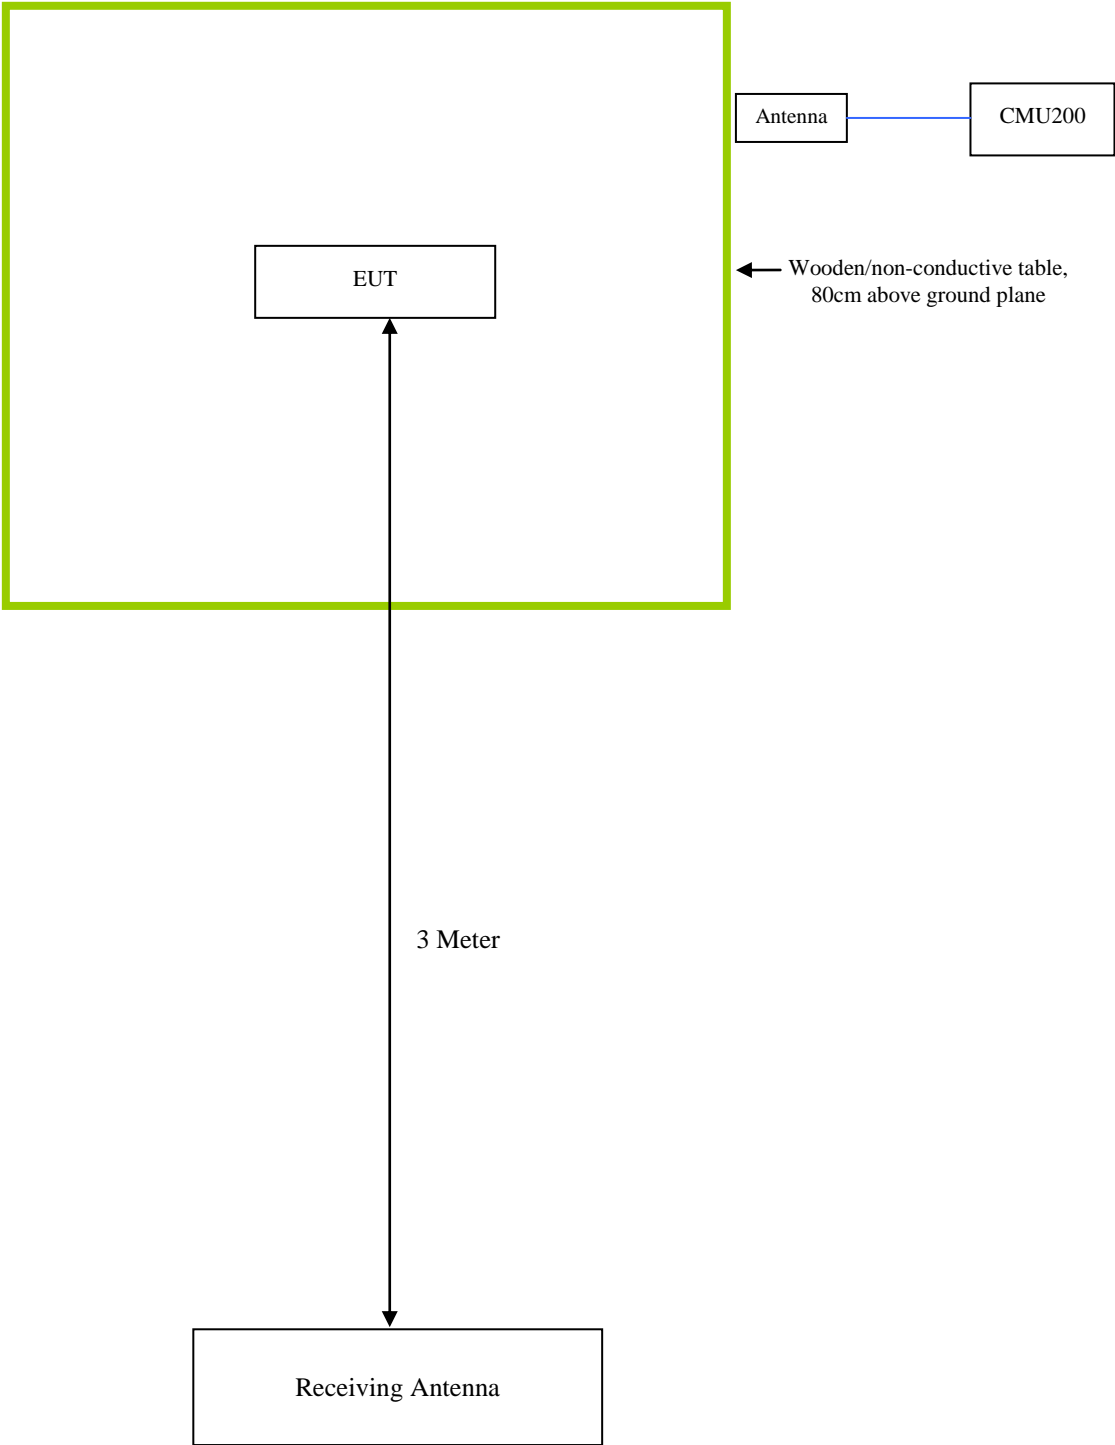 Antenna
CMU200
EUT
Wooden/non-conductive table,
80cm above ground plane
3 Meter
Receiving Antenna